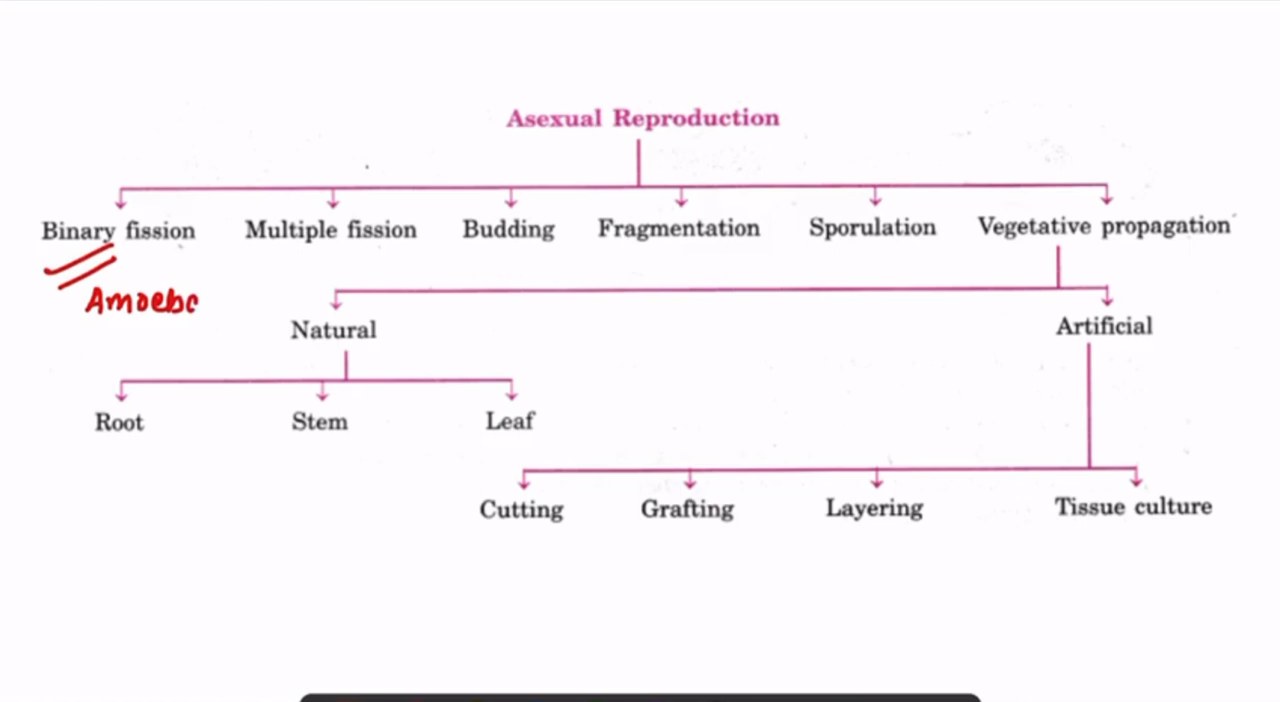 Asexual Reproduction
Binary fission Multiple fission Budding Fragmentation Sporulation Vegetative propagation
Amoebc
Natural Artificial
Root Stem Leaf
Cutting Grafting Layering Tissue culture